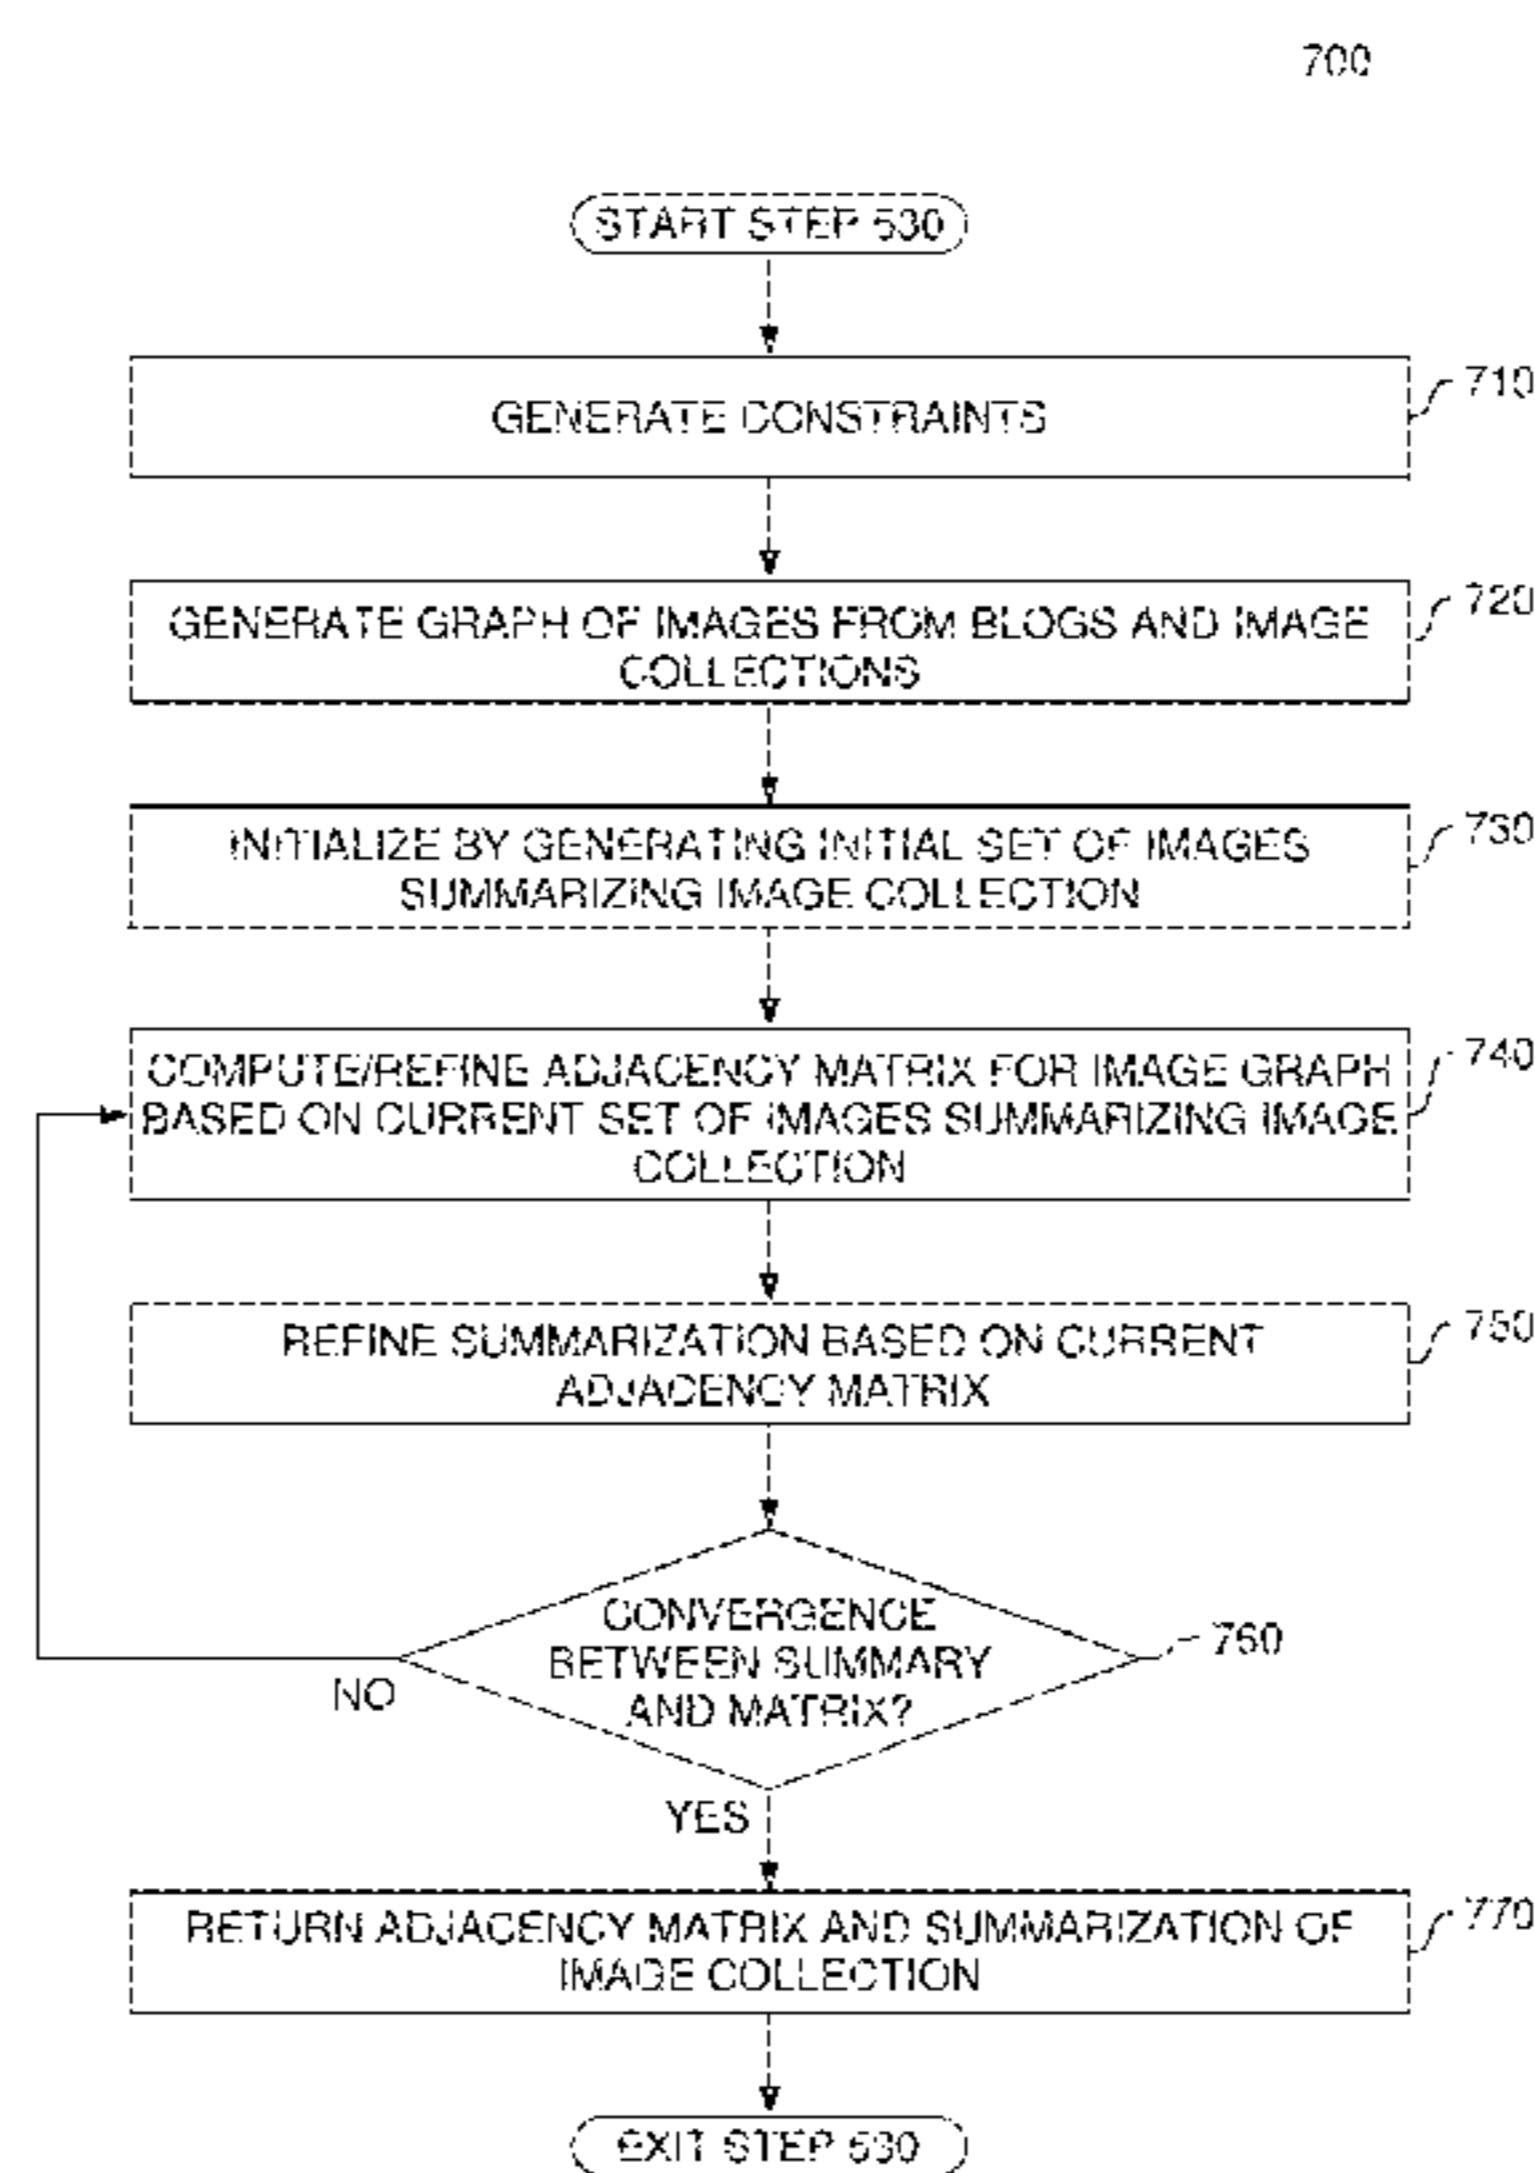 700
START STEP 530
GENERATE CONSTRAINTS
710
GENERATE GRAPH OF IMAGES FROM BLOGS AND IMAGE
COLLECTIONS
720
INITIALIZE BY GENERATING INITIAL SET OF IMAGES
SUMMARIZING IMAGE COLLECTION
730
COMPUTE/REFINE ADJACENCY MATRIX FOR IMAGE GRAPH
BASED ON CURRENT SET OF IMAGES SUMMARIZING IMAGE
COLLECTION
740
REFINE SUMMARIZATION BASED ON CURRENT
ADJACENCY MATRIX
750
CONVERGENCE
BETWEEN SUMMARY
AND MATRIX?
760
NO
YES
RETURN ADJACENCY MATRIX AND SUMMARIZATION OF
IMAGE COLLECTION
770
EXIT STEP 530